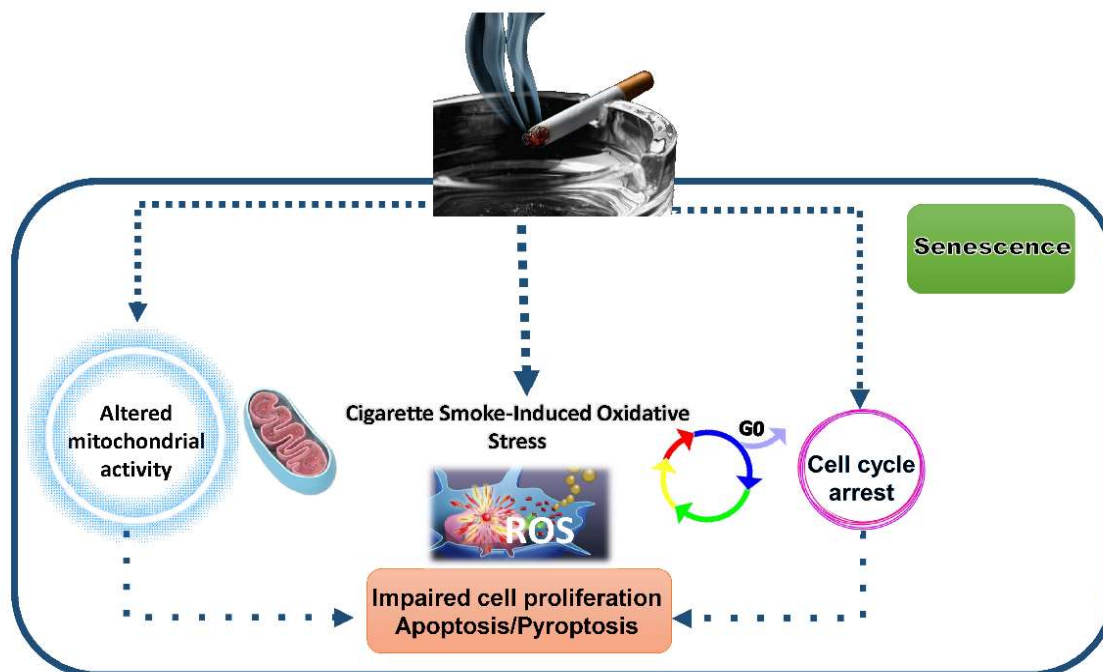 Senescence
Altered
mitochondrial
activity
Cigarette Smoke-Induced Oxidative
Stress
ROS
G0
Cell cycle
arrest
Impaired cell proliferation
Apoptosis/Pyroptosis